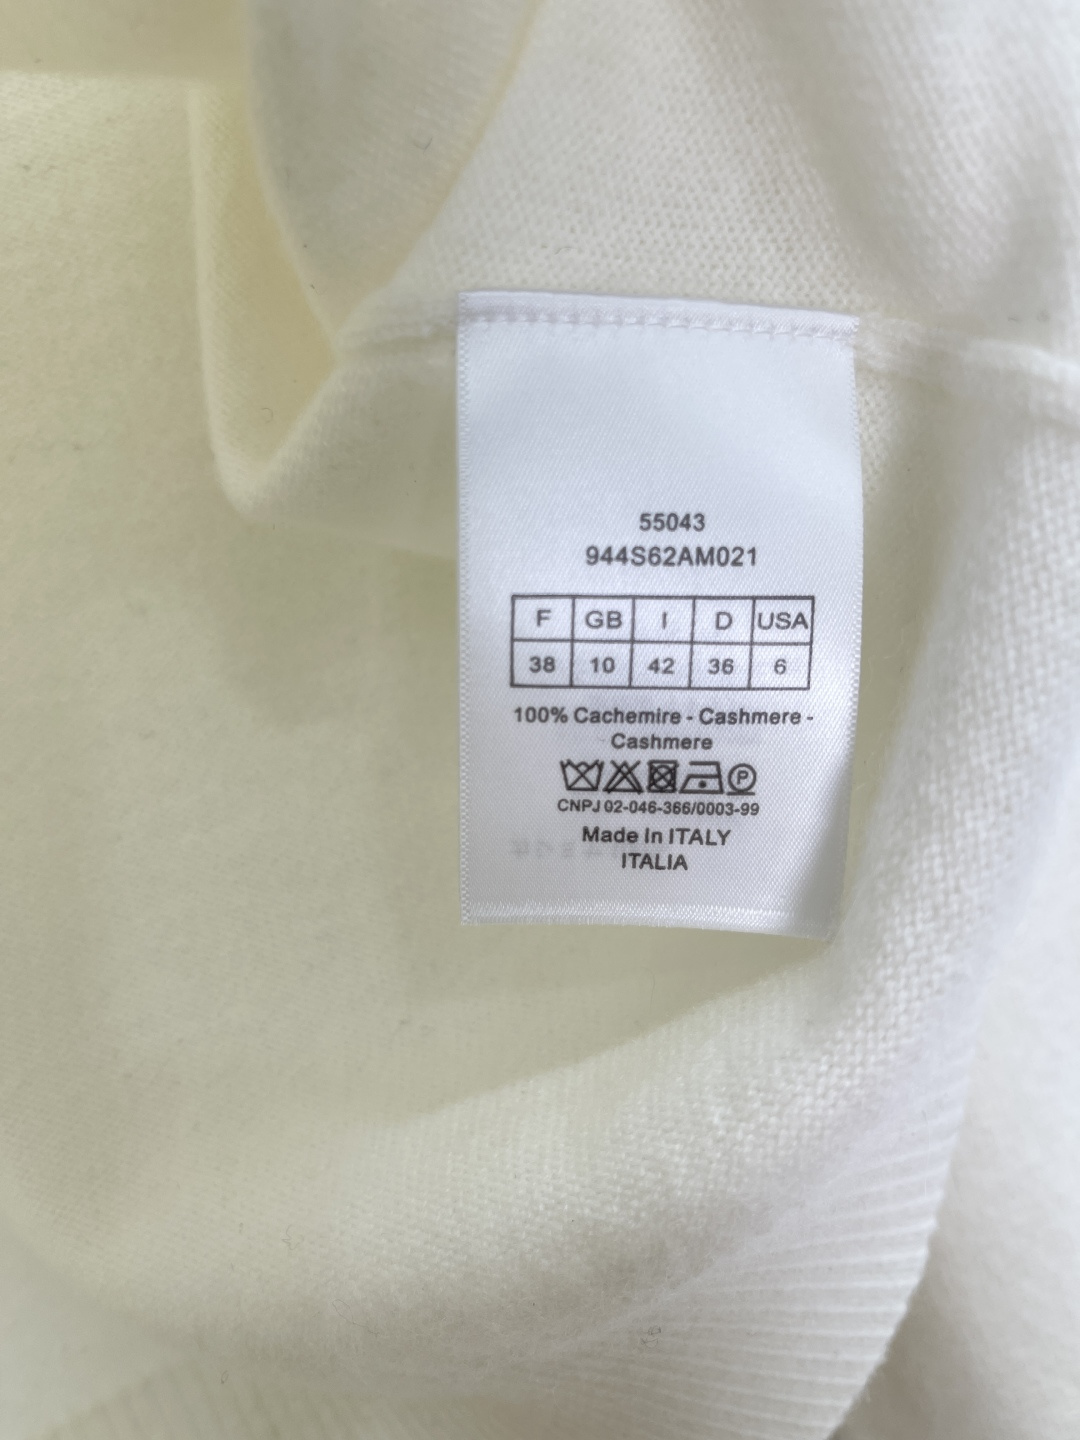 55043
944S62AM021
F GB I D USA
38 10 42 36 6
100% Cachemire - Cashmere -
Cashmere
P
CNPJ 02-046-366/0003-99
Made In ITALY
ITALIA